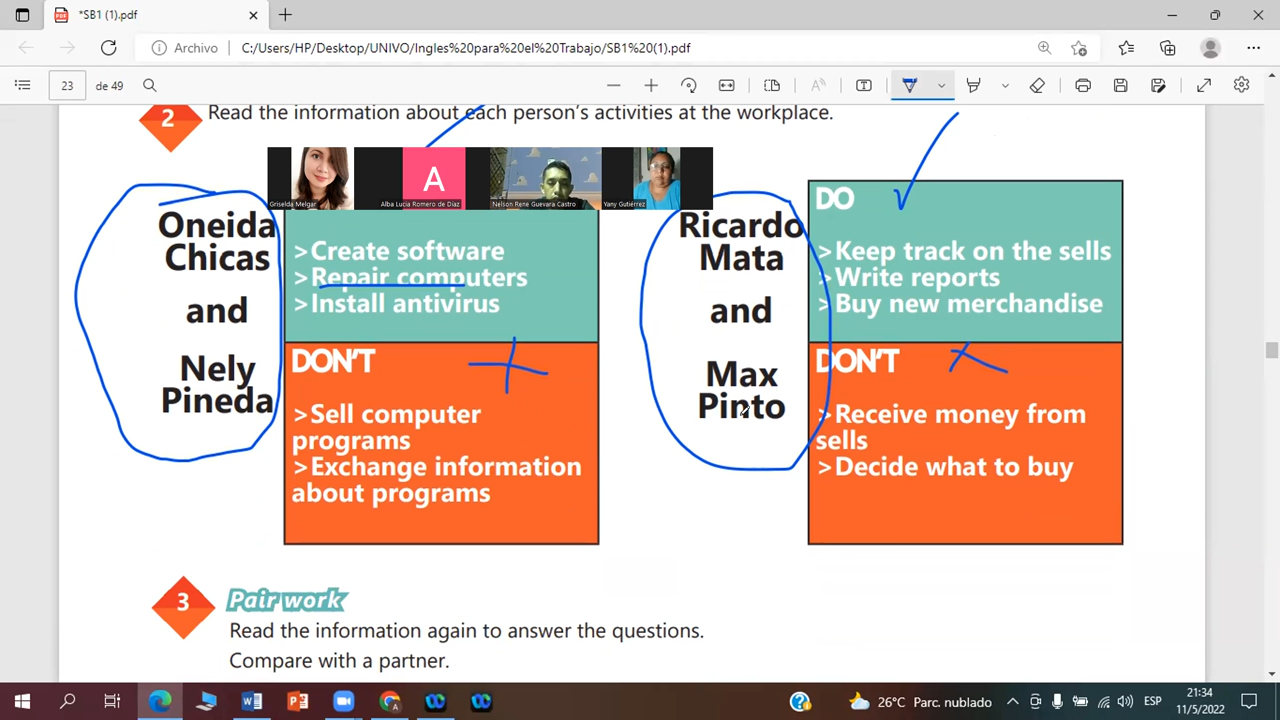 *SB1 (1).pdf
Archivo
C:/Users/HP/Desktop/UNIVO/Ingles%20para%20el%20Trabajo/SB1%20(1).pdf
23
de 49
2
Read the information about each person's activities at the workplace.
Griselda Melgar
A
Alba Lucia Romero de Díaz
Nelson Rene Guevara Castro
Yany Gutiérrez
Oneida
Chicas
and
Nely
Pineda
>Create software
>Repair computers
>Install antivirus
DON'T
>Sell computer
programs
>Exchange information
about programs
Ricardo
Mata
and
Max
Pinto
DO
>Keep track on the sells
>Write reports
>Buy new merchandise
DON'T
>Receive money from
sells
>Decide what to buy
3
Pair work
Read the information again to answer the questions.
Compare with a partner.
26°C
Parc. nublado
ESP
21:34
11/5/2022